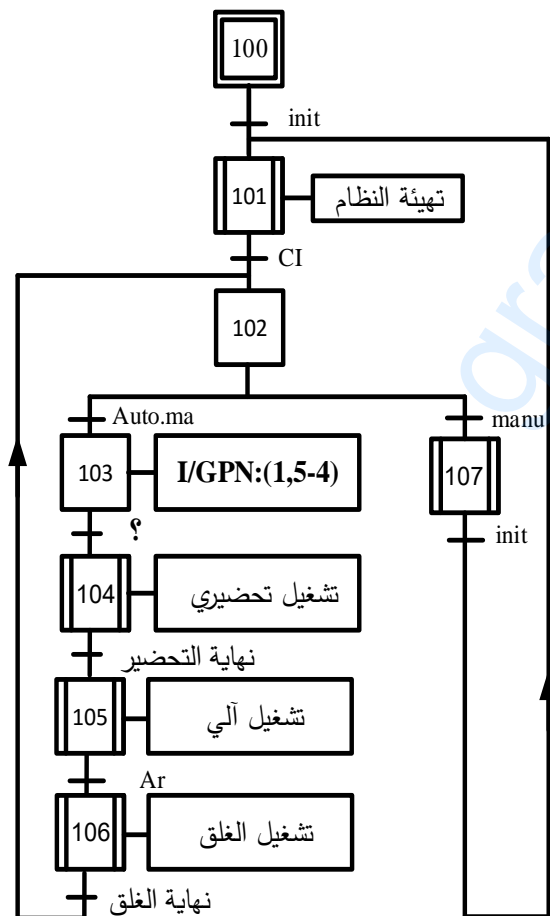 100
init
101
تهيئة النظام
CI
102
Auto.ma
manu
103
I/GPN:(1,5-4)
107
؟
init
104
تشغيل تحضيري
نهاية التحضير
105
تشغيل آلي
Ar
106
تشغيل الغلق
نهاية الغلق